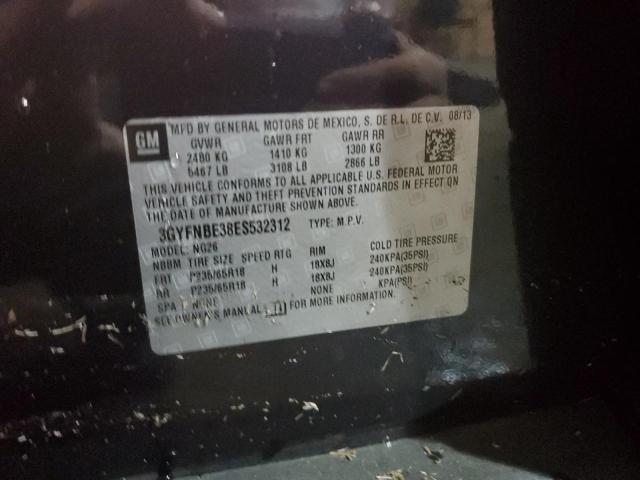 GM
MFD BY GENERAL MOTORS DE MEXICO, S. DE R.L. DE C.V. 08/13
GVWR GAWR FRT GAWR RR
2480 KG 1410 KG 1300 KG
5467 LB 3108 LB 2866 LB
THIS VEHICLE CONFORMS TO ALL APPLICABLE U.S. FEDERAL MOTOR
VEHICLE SAFETY AND THEFT PREVENTION STANDARDS IN EFFECT ON
THE DATE OF MANUFACTURE SHOWN ABOVE.
3GYFNBE38ES532312 TYPE: M.P.V.
MODEL: NG26
NBBM TIRE SIZE SPEED RTG RIM COLD TIRE PRESSURE
FRT P235/65R18 H 18X8J 240KPA(35PSI)
RR P235/65R18 H 18X8J 240KPA(35PSI)
SPA NONE NONE KPA(PSI)
SEE OWNER'S MANUAL FOR MORE INFORMATION.